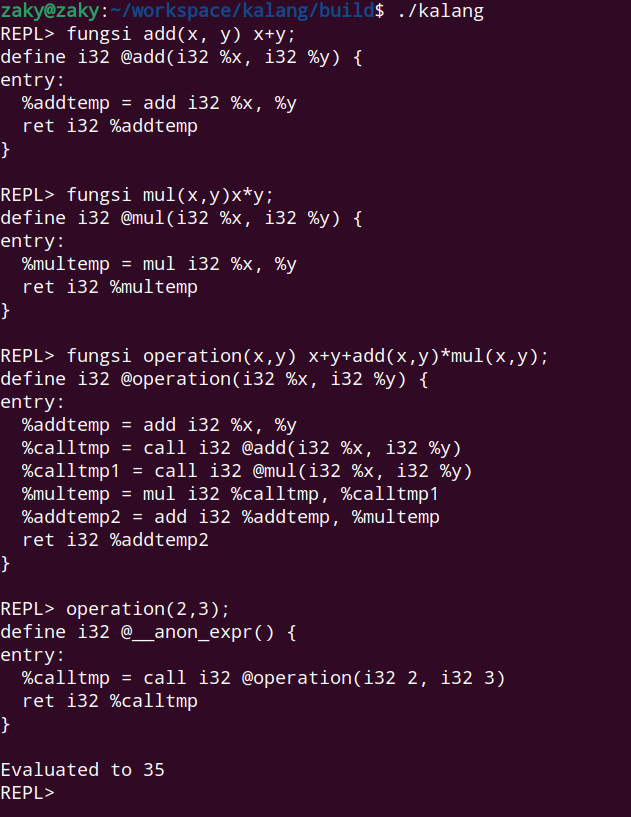 zaky@zaky:~/workspace/kalang/build$ ./kalang
REPL> fungsi add(x, y) x+y;
define i32 @add(i32 %x, i32 %y) {
entry:
  %addtemp = add i32 %x, %y
  ret i32 %addtemp
}

REPL> fungsi mul(x,y)x*y;
define i32 @mul(i32 %x, i32 %y) {
entry:
  %multemp = mul i32 %x, %y
  ret i32 %multemp
}

REPL> fungsi operation(x,y) x+y+add(x,y)*mul(x,y);
define i32 @operation(i32 %x, i32 %y) {
entry:
  %addtemp = add i32 %x, %y
  %calltmp = call i32 @add(i32 %x, i32 %y)
  %calltmp1 = call i32 @mul(i32 %x, i32 %y)
  %multemp = mul i32 %calltmp, %calltmp1
  %addtemp2 = add i32 %addtemp, %multemp
  ret i32 %addtemp2
}

REPL> operation(2,3);
define i32 @__anon_expr() {
entry:
  %calltmp = call i32 @operation(i32 2, i32 3)
  ret i32 %calltmp
}

Evaluated to 35
REPL>